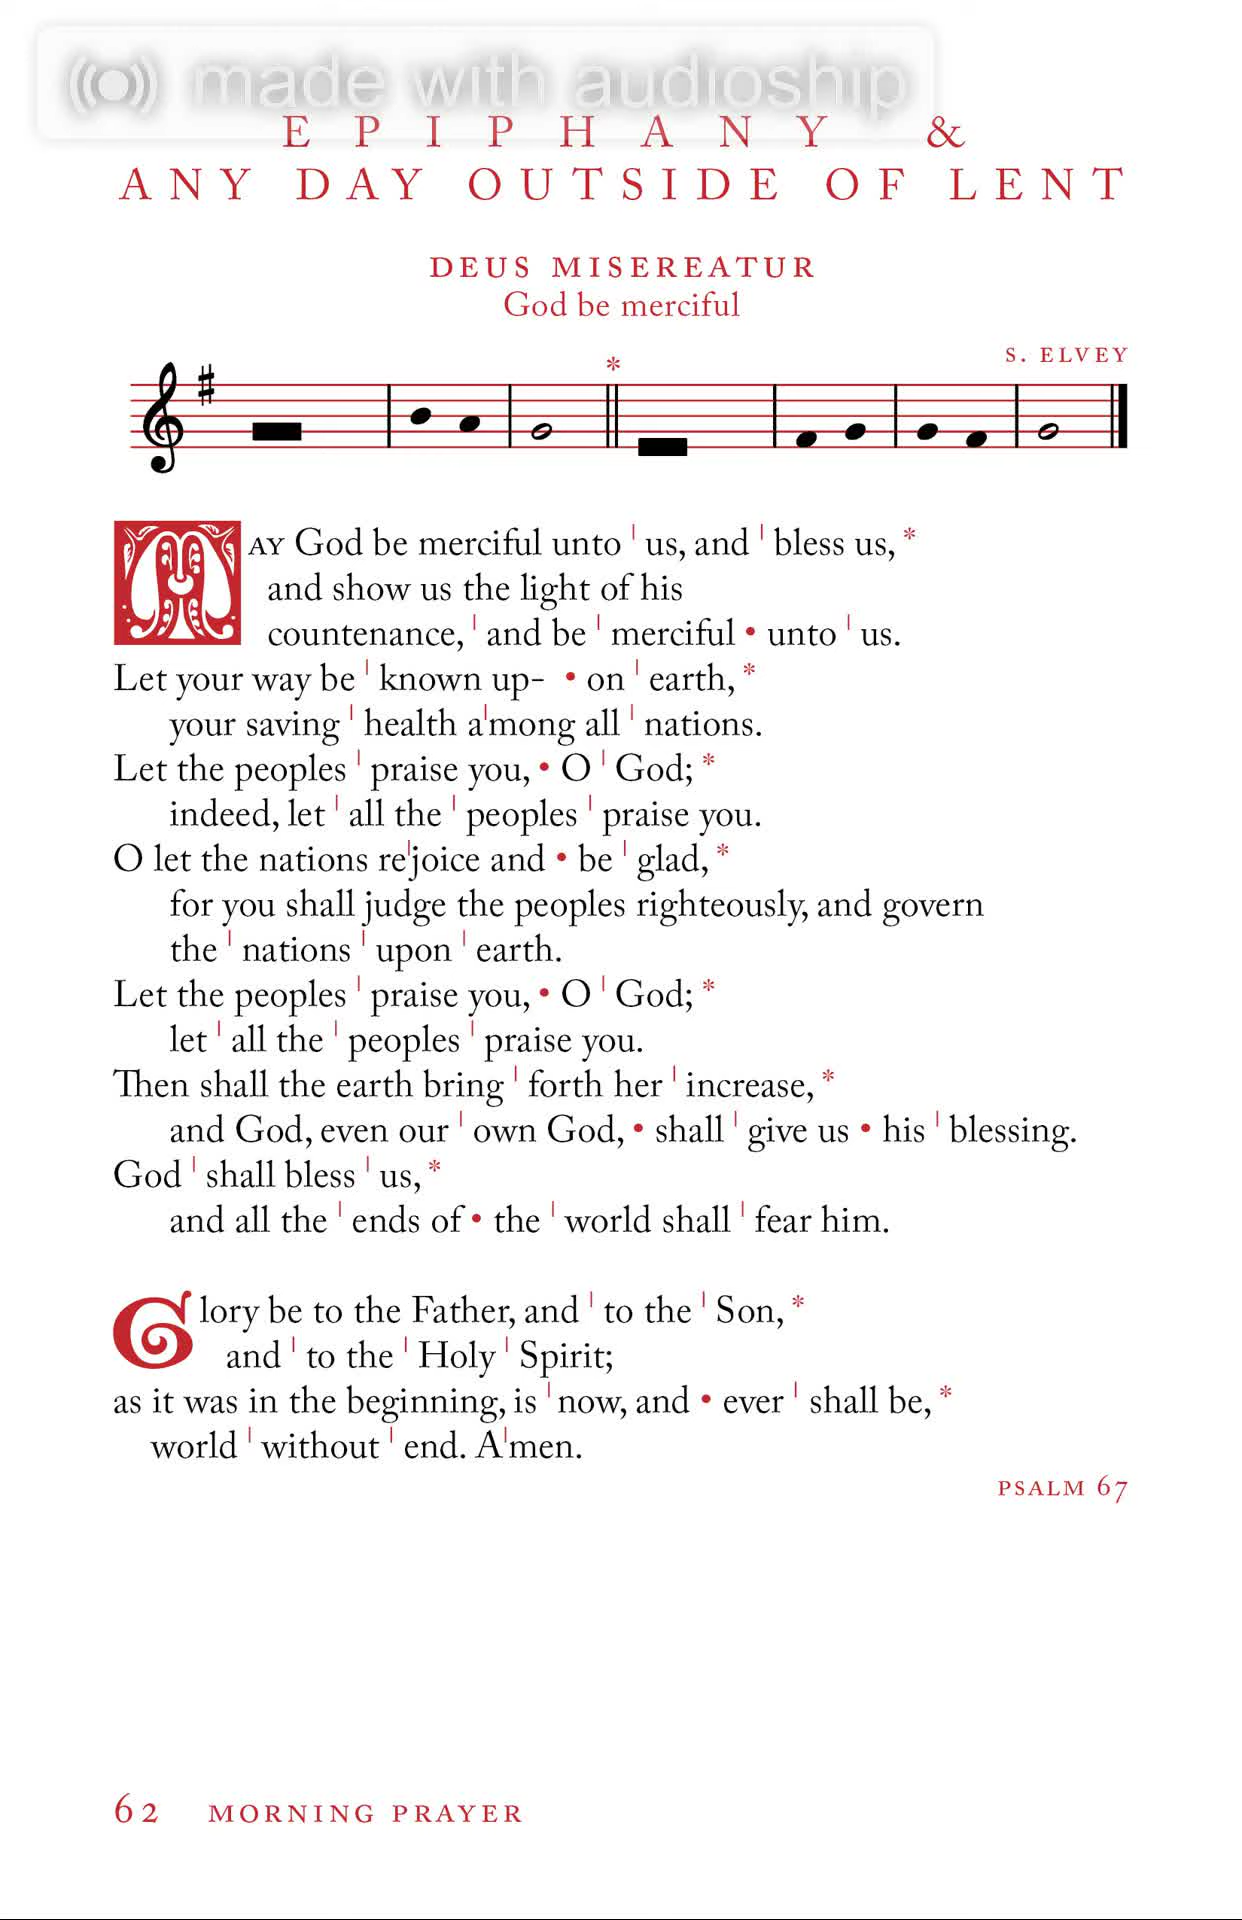 made with audioship
EPIPHANY &
ANY DAY OUTSIDE OF LENT
DEUS MISEREATUR
God be merciful
S. ELVEY
*
MAY God be merciful unto ' us, and ' bless us, *
and show us the light of his
countenance, ' and be ' merciful • unto ' us.
Let your way be ' known up- • on ' earth, *
your saving ' health a'mong all ' nations.
Let the peoples ' praise you, • O ' God; *
indeed, let ' all the ' peoples ' praise you.
O let the nations re'joice and • be ' glad, *
for you shall judge the peoples righteously, and govern
the ' nations ' upon ' earth.
Let the peoples ' praise you, • O ' God; *
let ' all the ' peoples ' praise you.
Then shall the earth bring ' forth her ' increase, *
and God, even our ' own God, • shall ' give us • his ' blessing.
God ' shall bless ' us, *
and all the ' ends of • the ' world shall ' fear him.
Glory be to the Father, and ' to the ' Son, *
and ' to the ' Holy ' Spirit;
as it was in the beginning, is ' now, and • ever ' shall be, *
world ' without ' end. A'men.
PSALM 67
62 MORNING PRAYER